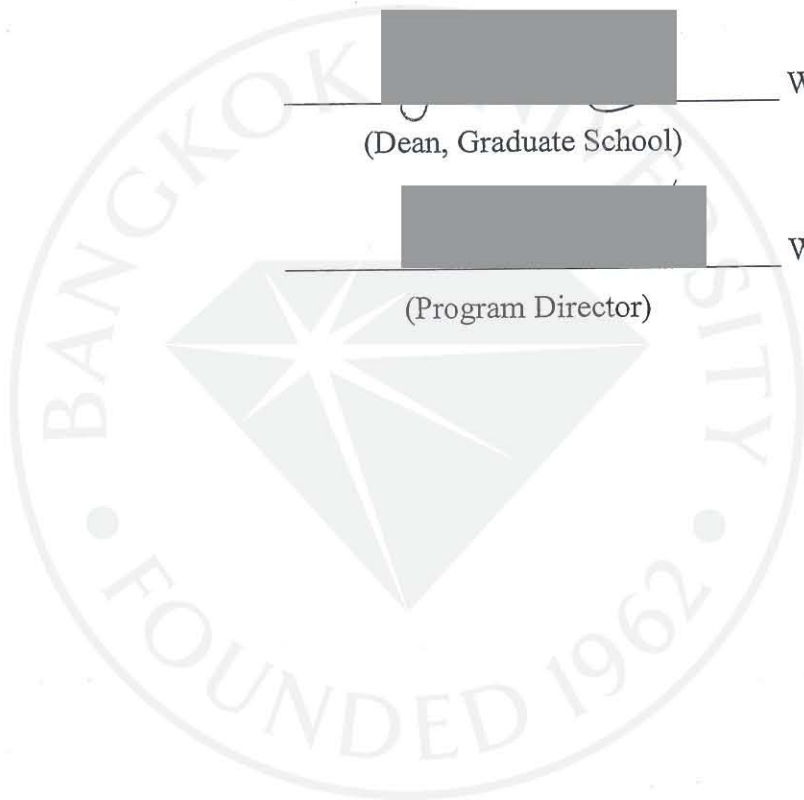 W
(Dean, Graduate School)
W
(Program Director)
BANGKOK UNIVERSITY
FOUNDED 1962